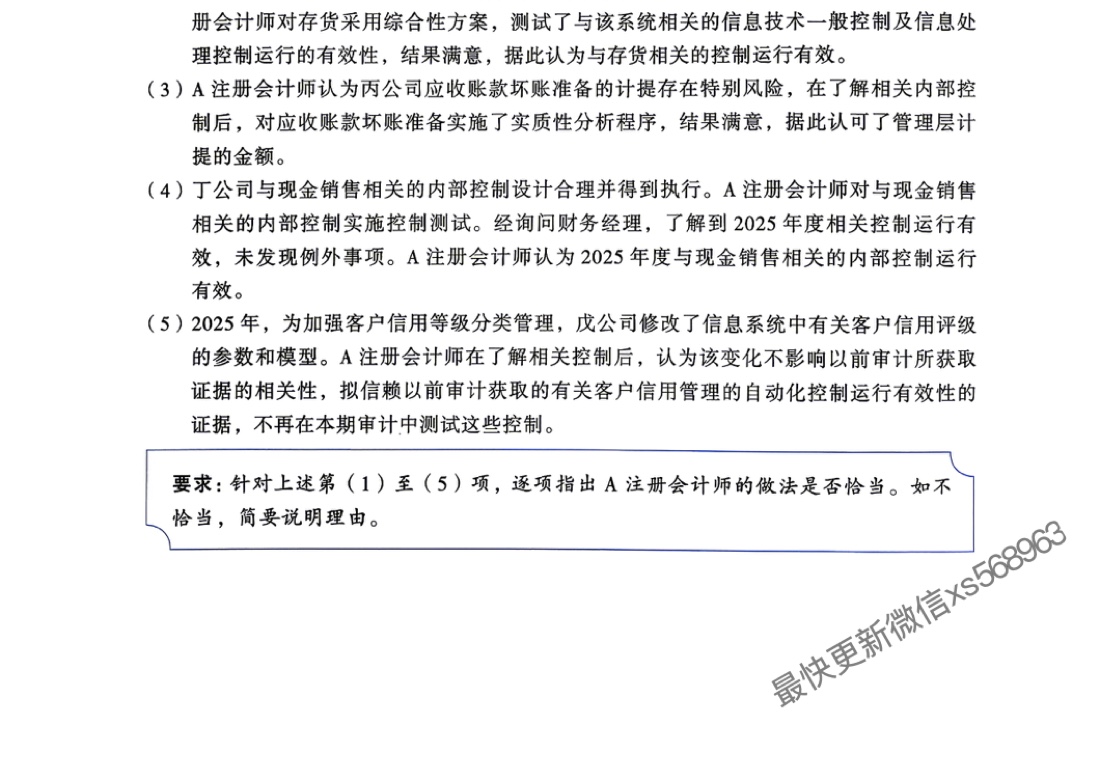 册会计师对存货采用综合性方案，测试了与该系统相关的信息技术一般控制及信息处
理控制运行的有效性，结果满意，据此认为与存货相关的控制运行有效。
（3）A 注册会计师认为丙公司应收账款坏账准备的计提存在特别风险，在了解相关内部控
制后，对应收账款坏账准备实施了实质性分析程序，结果满意，据此认可了管理层计
提的金额。
（4）丁公司与现金销售相关的内部控制设计合理并得到执行。A 注册会计师对与现金销售
相关的内部控制实施控制测试。经询问财务经理，了解到 2025 年度相关控制运行有
效，未发现例外事项。A 注册会计师认为 2025 年度与现金销售相关的内部控制运行
有效。
（5）2025 年，为加强客户信用等级分类管理，戊公司修改了信息系统中有关客户信用评级
的参数和模型。A 注册会计师在了解相关控制后，认为该变化不影响以前审计所获取
证据的相关性，拟信赖以前审计获取的有关客户信用管理的自动化控制运行有效性的
证据，不再在本期审计中测试这些控制。
要求：针对上述第（1）至（5）项，逐项指出 A 注册会计师的做法是否恰当。如不
恰当，简要说明理由。
最快更新微信xs568963